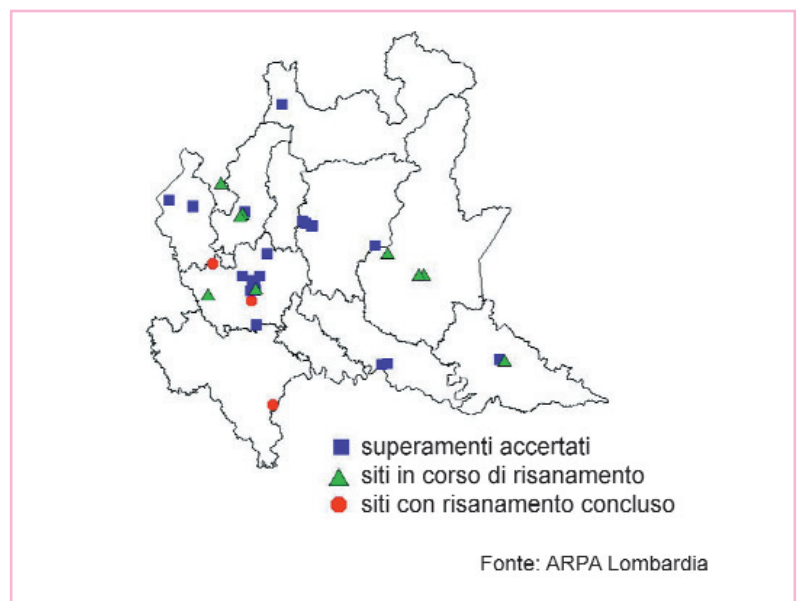 superamenti accertati
siti in corso di risanamento
siti con risanamento concluso
Fonte: ARPA Lombardia